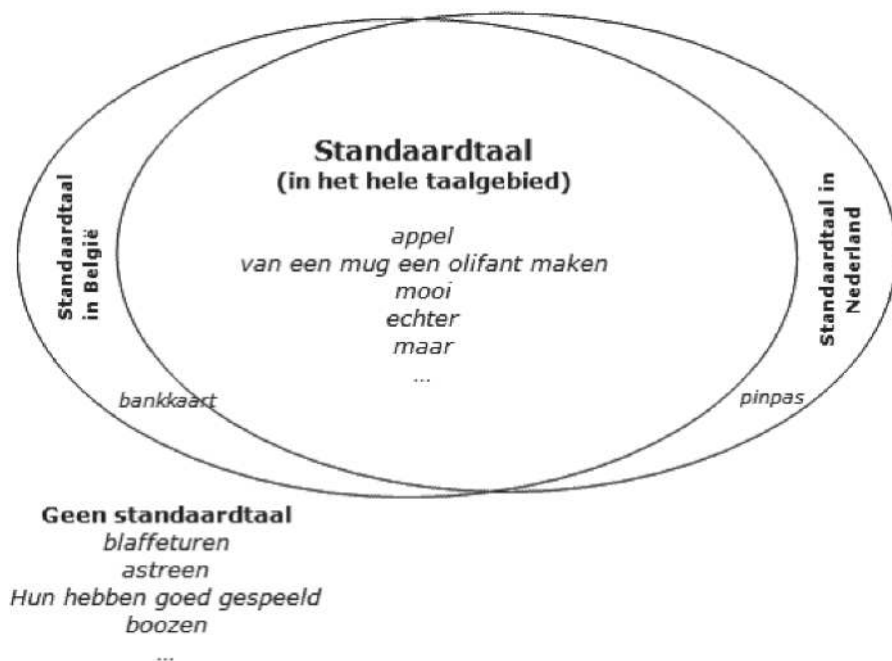 Standaardtaal
(in het hele taalgebied)
appel
van een mug een olifant maken
mooi
echter
maar
...
Standaardtaal
in België
bankkaart
Standaardtaal in
Nederland
pinpas
Geen standaardtaal
blaffeturen
astreen
Hun hebben goed gespeeld
boozen
...